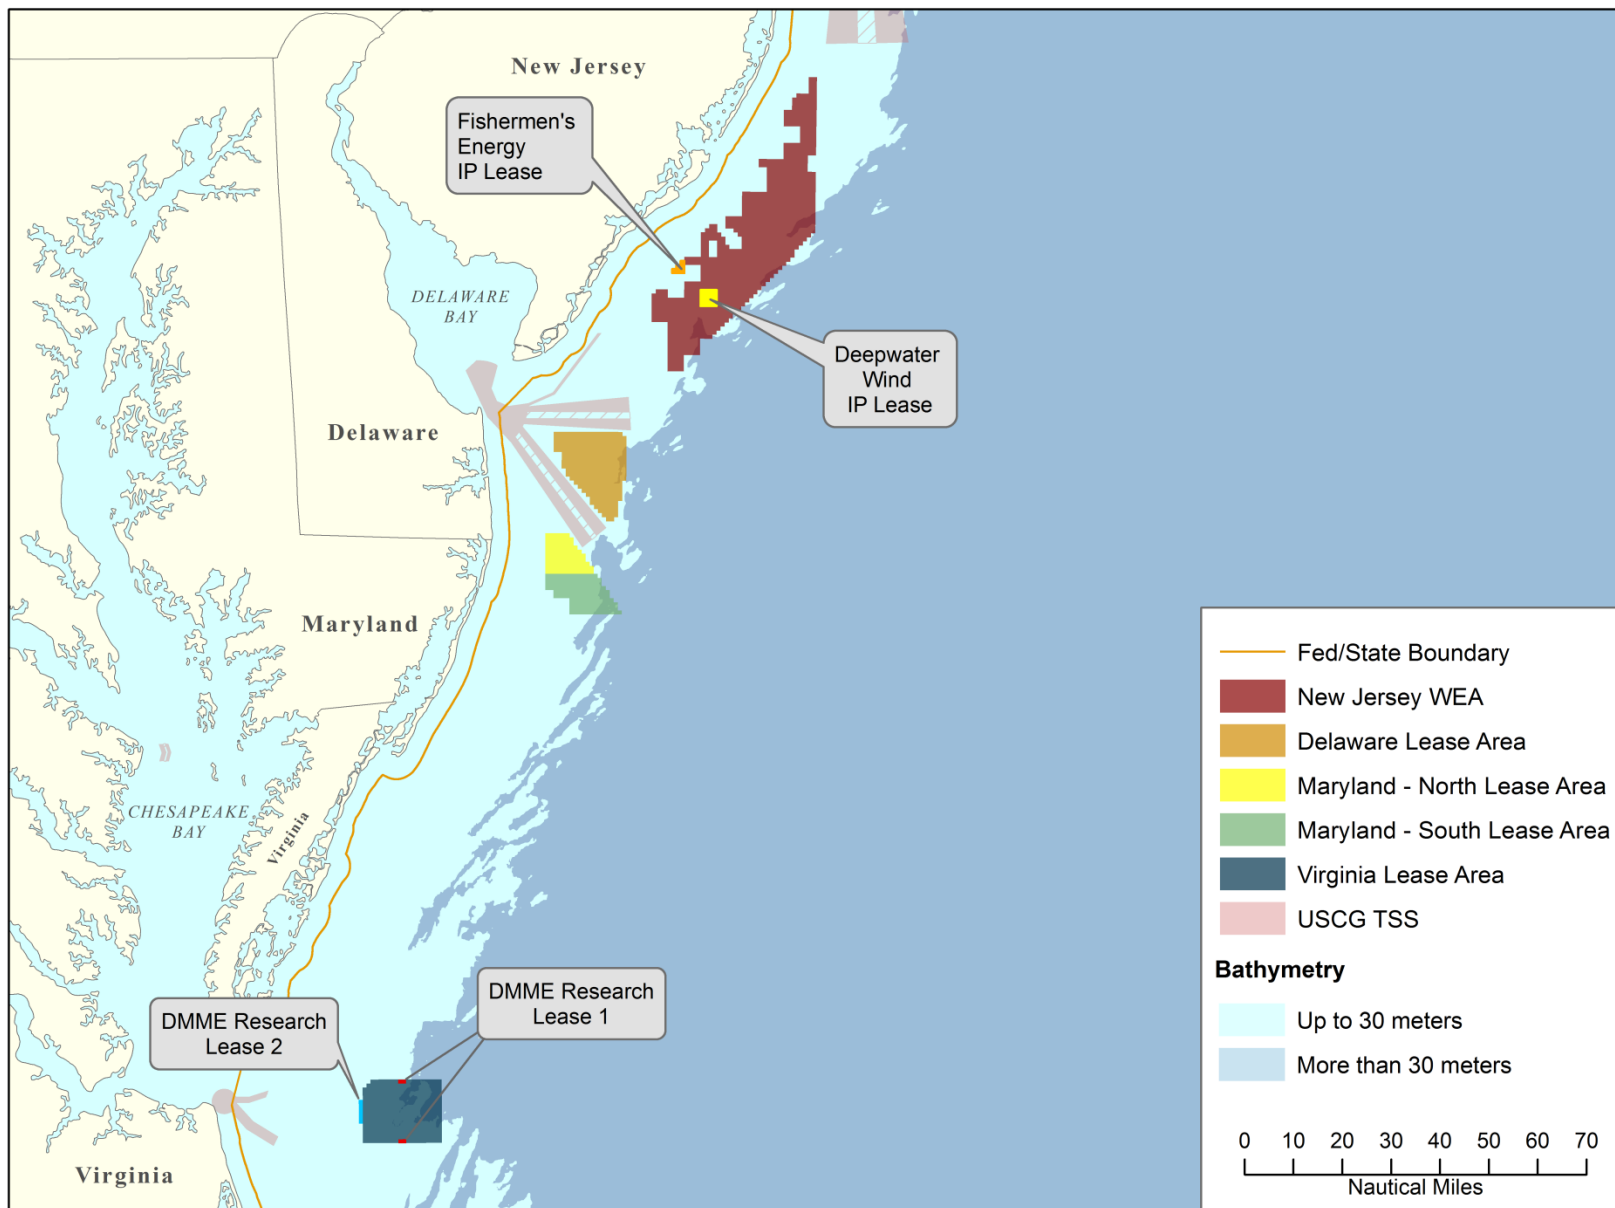 New Jersey
Fishermen's
Energy
IP Lease
DELAWARE
BAY
Deepwater
Wind
IP Lease
Delaware
Maryland
CHESAPEAKE
BAY
Virginia
DMME Research
Lease 1
DMME Research
Lease 2
Virginia
Fed/State Boundary
New Jersey WEA
Delaware Lease Area
Maryland - North Lease Area
Maryland - South Lease Area
Virginia Lease Area
USCG TSS
Bathymetry
Up to 30 meters
More than 30 meters
0 10 20 30 40 50 60 70
Nautical Miles